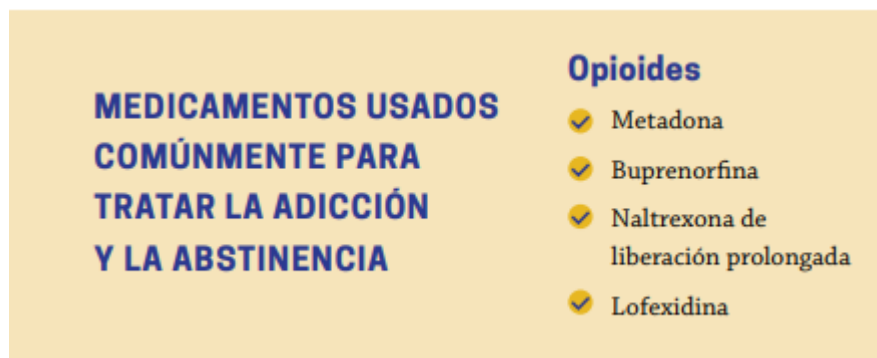 MEDICAMENTOS USADOS
COMÚNMENTE PARA
TRATAR LA ADICCIÓN
Y LA ABSTINENCIA
Opioides
Metadona
Buprenorfina
Naltrexona de
liberación prolongada
Lofexidina